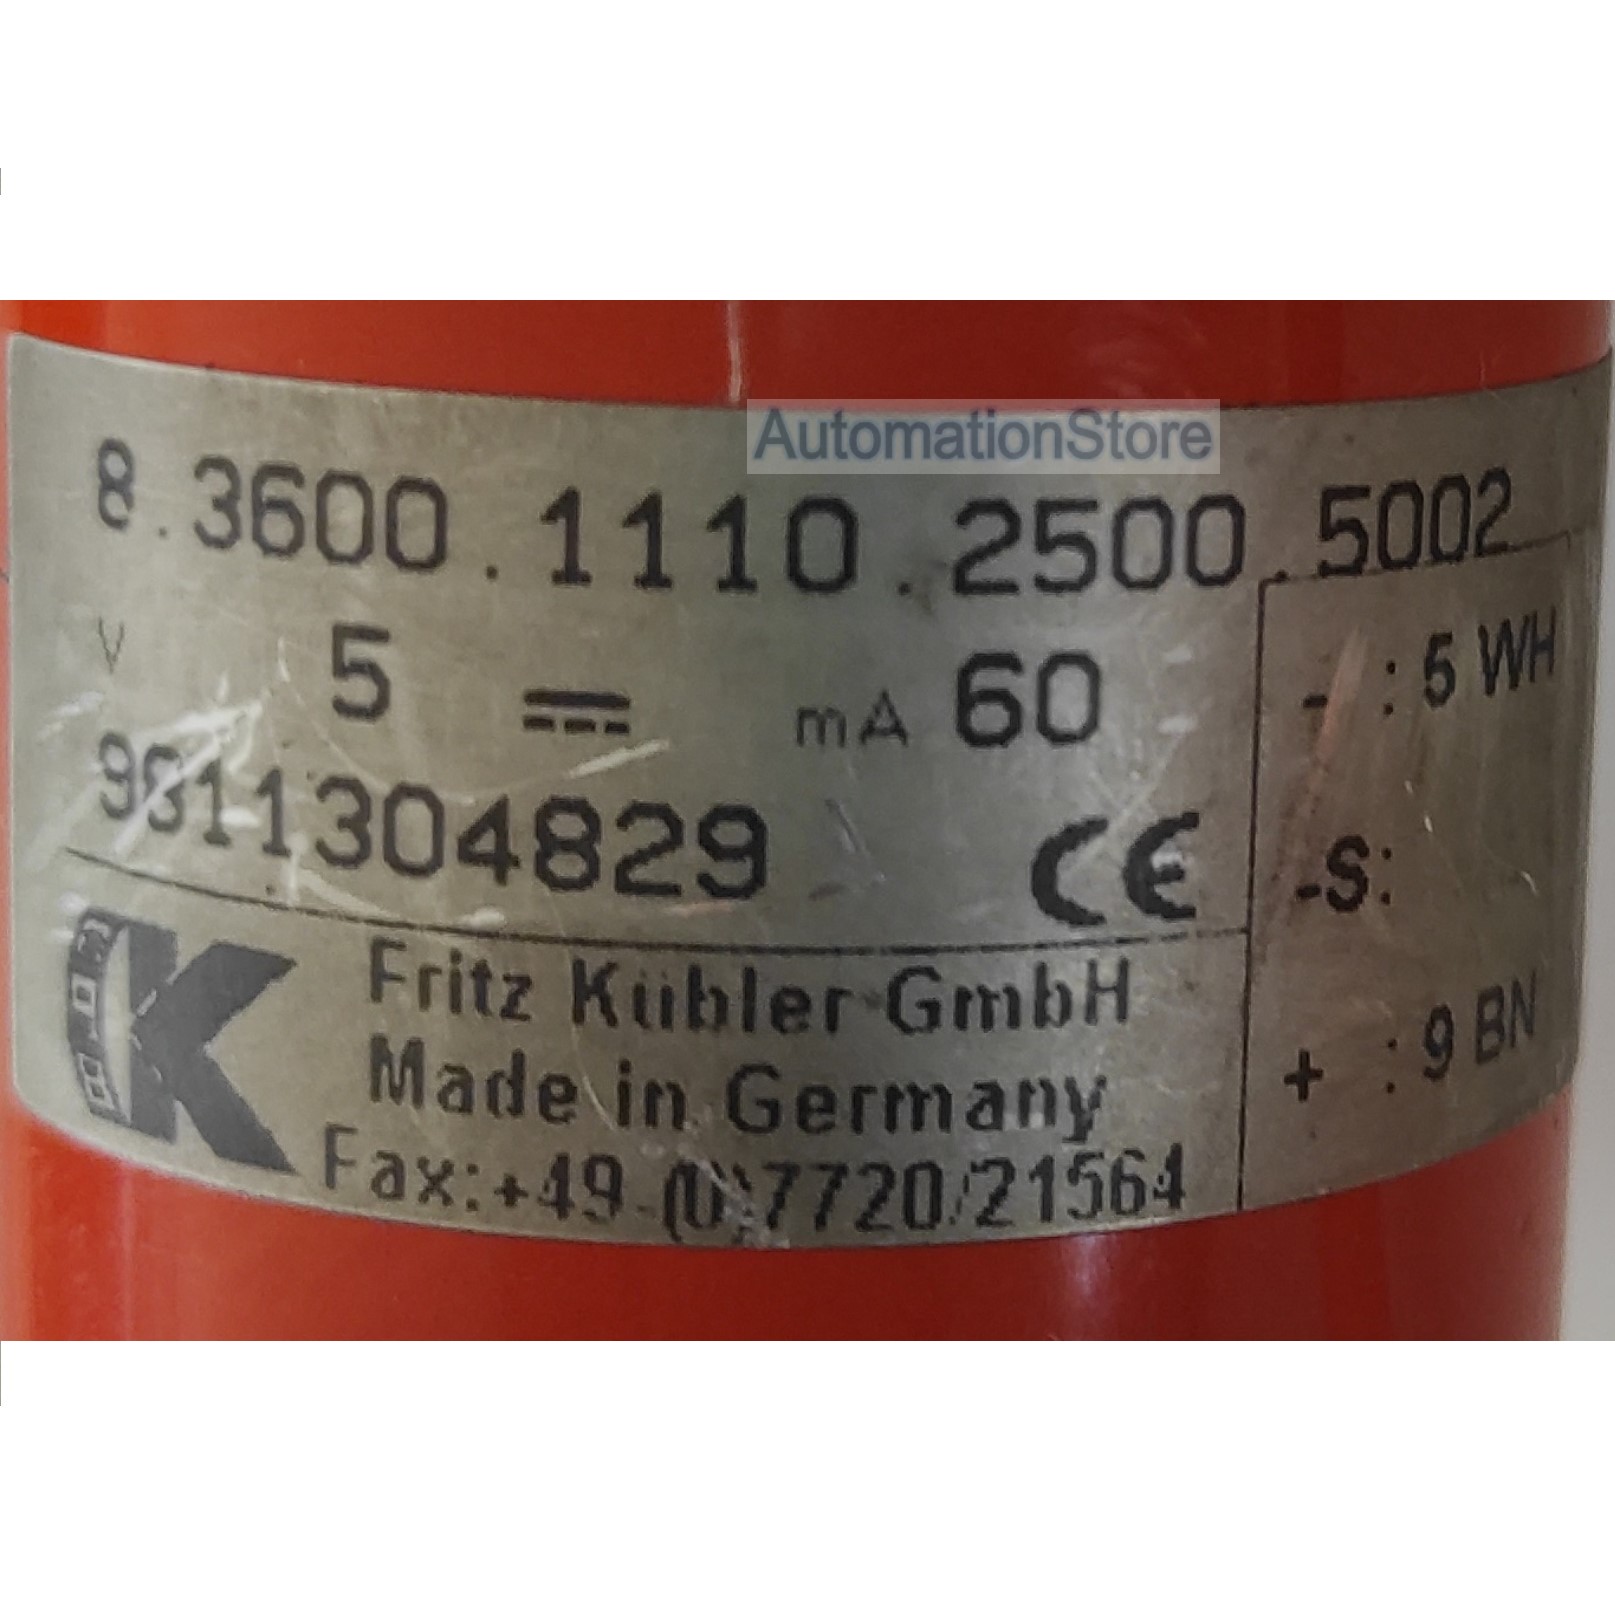 AutomationStore
8.3600.1110.2500.5002
V 5 mA 60
9811304829 CE
- : 5 WH
-S:
+ : 9 BN
K
Fritz Kübler GmbH
Made in Germany
Fax:+49-(0)7720/21564